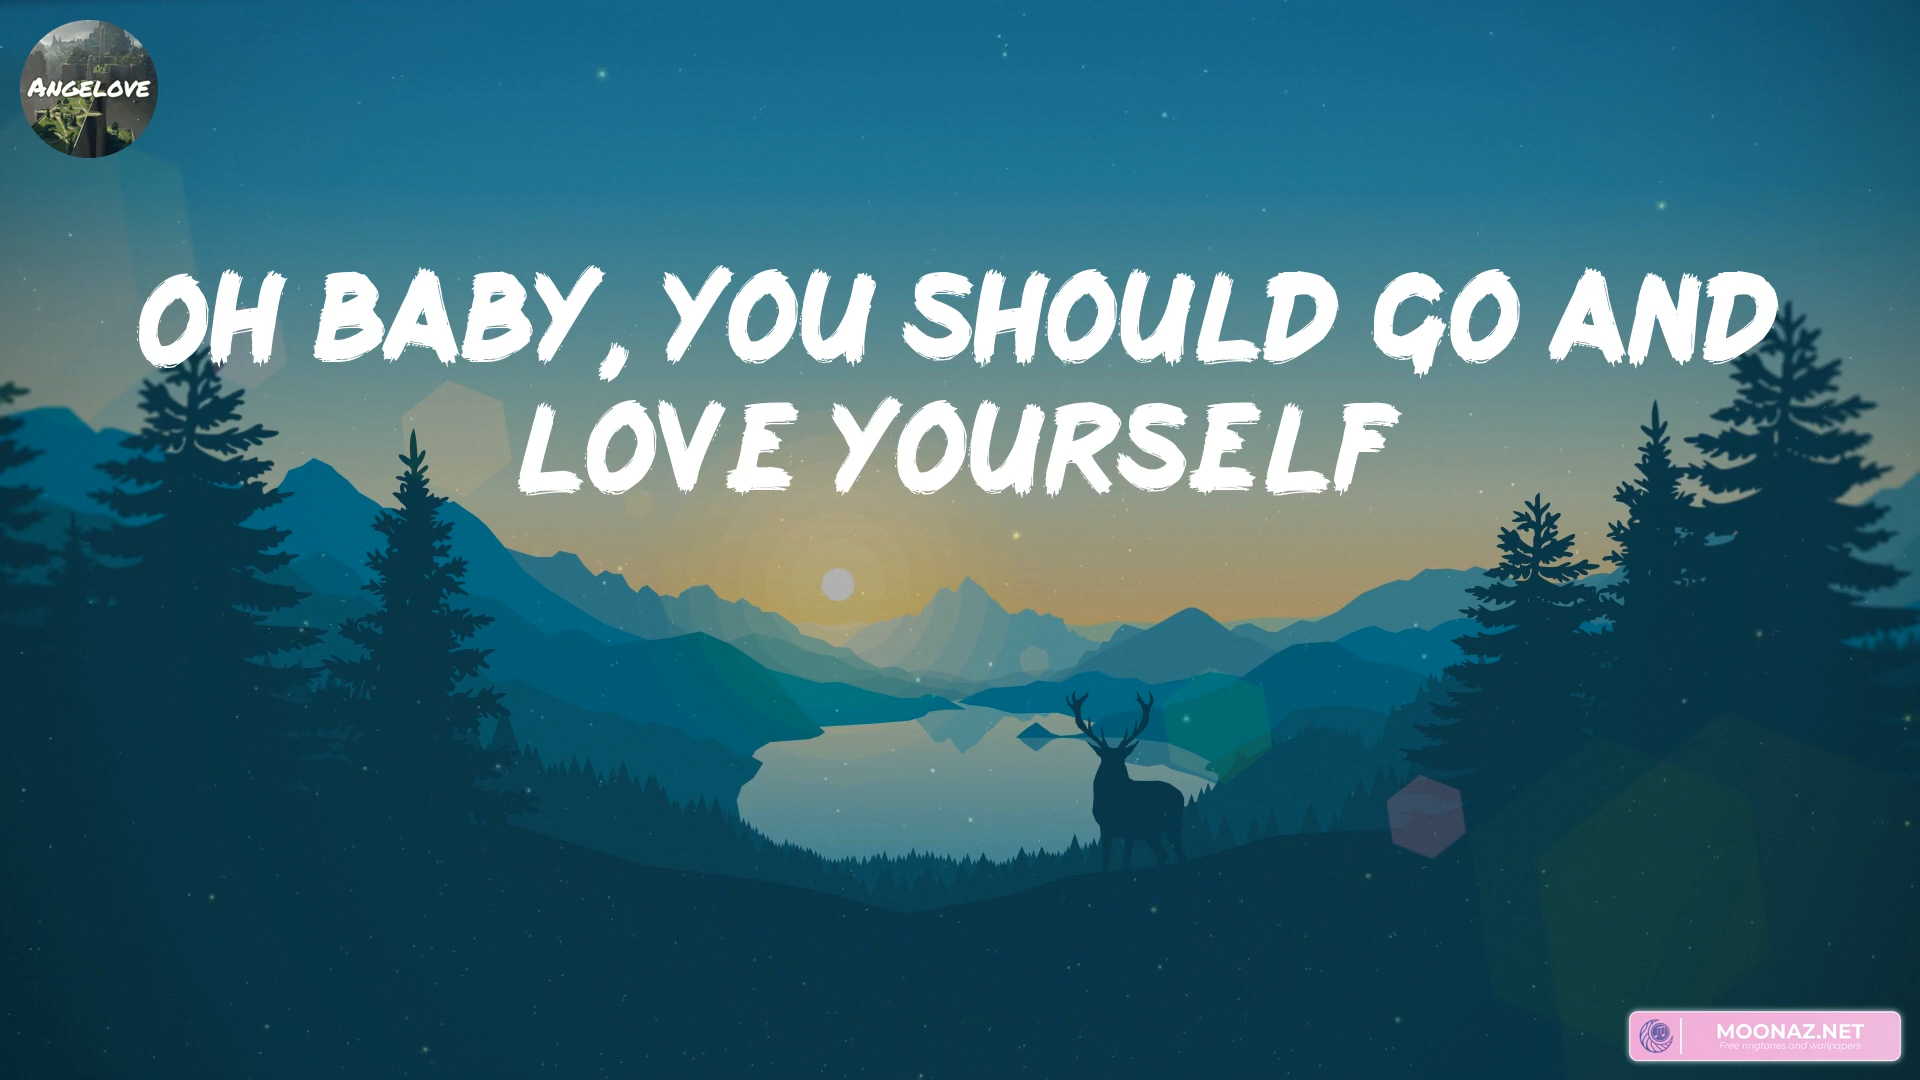 ANGELOVE
OH BABY, YOU SHOULD GO AND
LOVE YOURSELF
MOONAZ.NET
Free ringtones and wallpapers